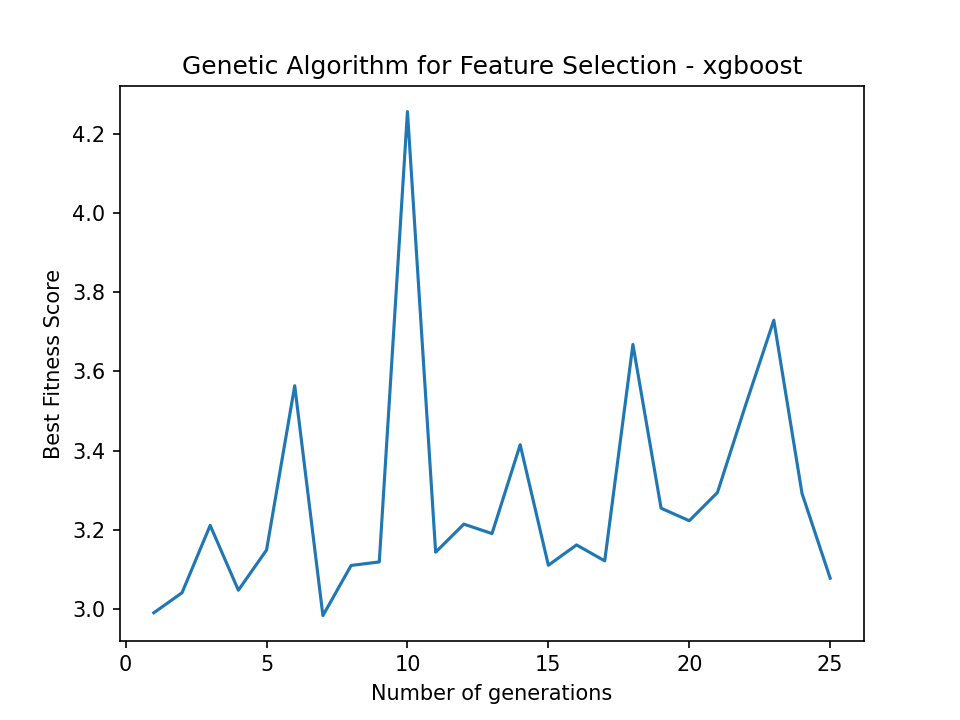 Genetic Algorithm for Feature Selection - xgboost
Best Fitness Score
4.2
4.0
3.8
3.6
3.4
3.2
3.0
0 5 10 15 20 25
Number of generations